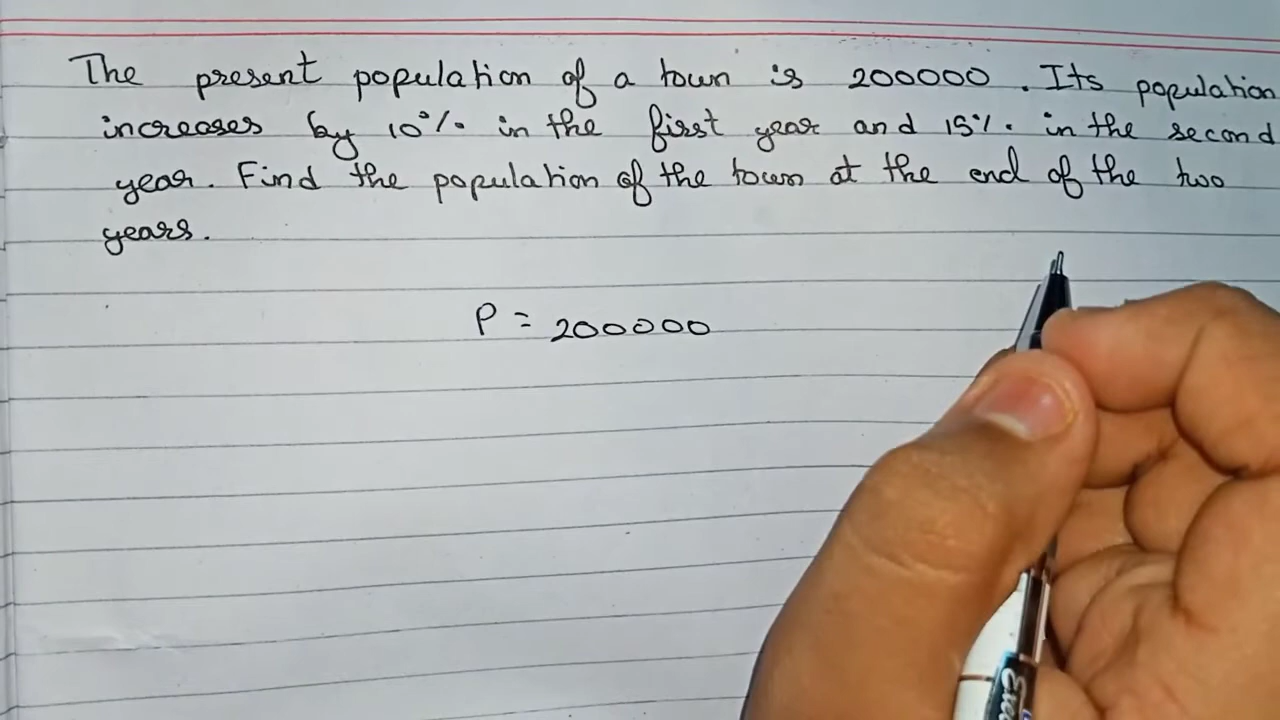 The present population of a town is 200000. Its population
increases by 10%. in the first year and 15%. in the second
year. Find the population of the town at the end of the two
years.
P = 200000